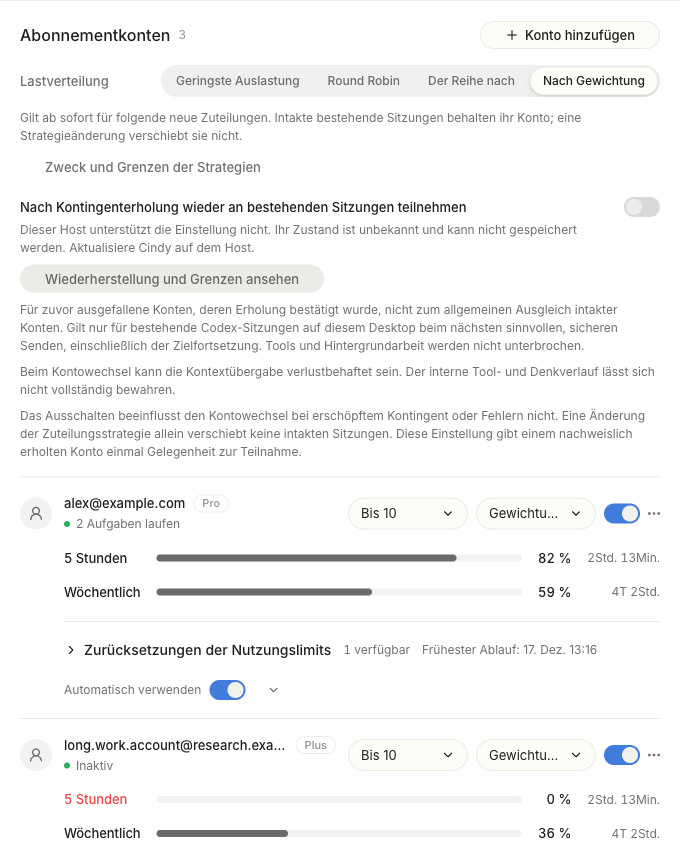 Abonnementkonten 3
+ Konto hinzufügen
Lastverteilung
Geringste Auslastung
Round Robin
Der Reihe nach
Nach Gewichtung
Gilt ab sofort für folgende neue Zuteilungen. Intakte bestehende Sitzungen behalten ihr Konto; eine
Strategieänderung verschiebt sie nicht.
Zweck und Grenzen der Strategien
Nach Kontingenterholung wieder an bestehenden Sitzungen teilnehmen
Dieser Host unterstützt die Einstellung nicht. Ihr Zustand ist unbekannt und kann nicht gespeichert
werden. Aktualisiere Cindy auf dem Host.
Wiederherstellung und Grenzen ansehen
Für zuvor ausgefallene Konten, deren Erholung bestätigt wurde, nicht zum allgemeinen Ausgleich intakter
Konten. Gilt nur für bestehende Codex-Sitzungen auf diesem Desktop beim nächsten sinnvollen, sicheren
Senden, einschließlich der Zielfortsetzung. Tools und Hintergrundarbeit werden nicht unterbrochen.
Beim Kontowechsel kann die Kontextübergabe verlustbehaftet sein. Der interne Tool- und Denkverlauf lässt sich
nicht vollständig bewahren.
Das Ausschalten beeinflusst den Kontowechsel bei erschöpftem Kontingent oder Fehlern nicht. Eine Änderung
der Zuteilungsstrategie allein verschiebt keine intakten Sitzungen. Diese Einstellung gibt einem nachweislich
erholten Konto einmal Gelegenheit zur Teilnahme.
alex@example.com Pro
2 Aufgaben laufen
Bis 10
Gewichtu...
5 Stunden 82 % 2Std. 13Min.
Wöchentlich 59 % 4T 2Std.
Zurücksetzungen der Nutzungslimits 1 verfügbar Frühester Ablauf: 17. Dez. 13:16
Automatisch verwenden
long.work.account@research.exa... Plus
Inaktiv
Bis 10
Gewichtu...
5 Stunden 0 % 2Std. 13Min.
Wöchentlich 36 % 4T 2Std.